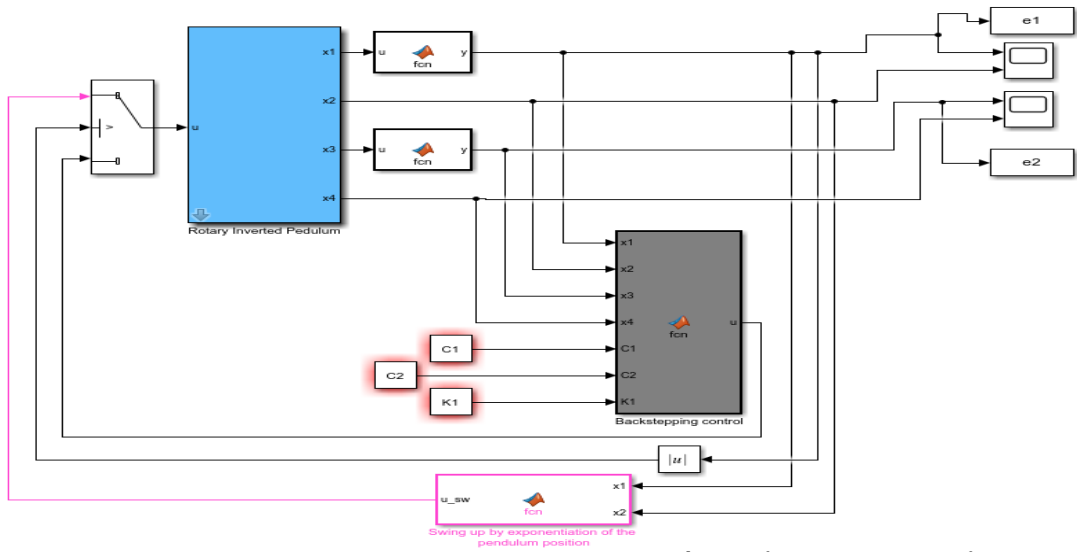 x1
u
y
fcn
e1
x2
>
u
x3
u
y
fcn
e2
x4
Rotary Inverted Pedulum
x1
x2
x3
x4
fcn
u
C1
C1
C2
C2
K1
K1
Backstepping control
|u|
u_sw
fcn
x1
x2
Swing up by exponentiation of the
pendulum position